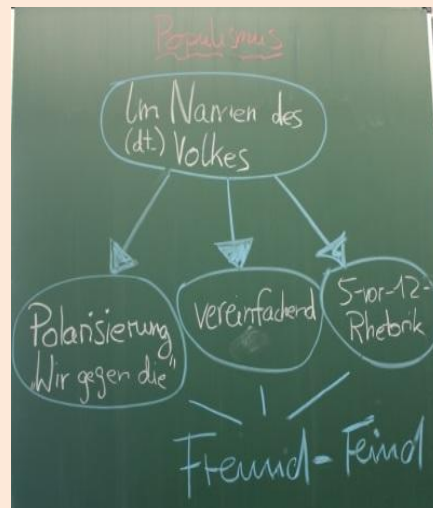 Populismus
Im Namen des
(dt.) Volkes
Polarisierung
„Wir gegen die“
vereinfachend
5-vor-12-
Rhetorik
Freund-Feind